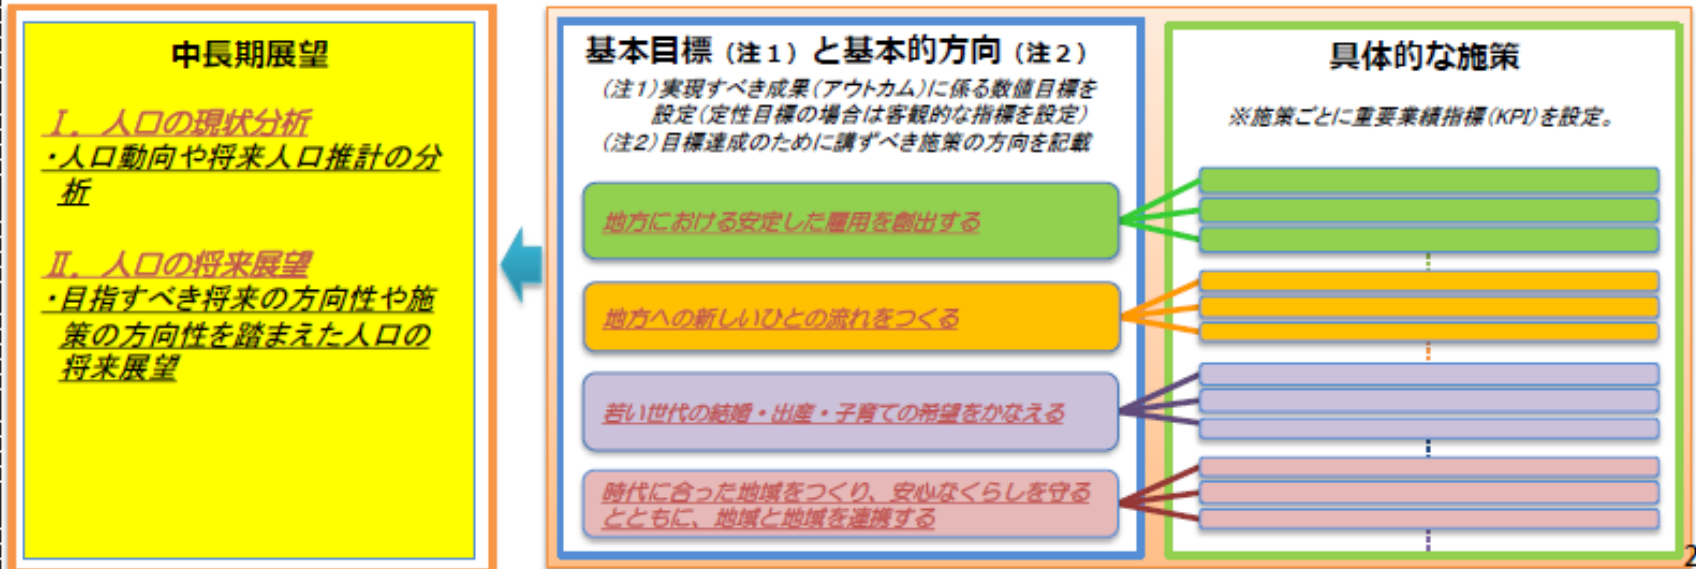 中長期展望
Ⅰ．人口の現状分析
・人口動向や将来人口推計の分
析
Ⅱ．人口の将来展望
・目指すべき将来の方向性や施
策の方向性を踏まえた人口の
将来展望
基本目標（注１）と基本的方向（注２）
（注１）実現すべき成果（アウトカム）に係る数値目標を
設定（定性目標の場合は客観的な指標を設定）
（注２）目標達成のために講ずべき施策の方向を記載
地方における安定した雇用を創出する
地方への新しいひとの流れをつくる
若い世代の結婚・出産・子育ての希望をかなえる
時代に合った地域をつくり、安心なくらしを守る
とともに、地域と地域を連携する
具体的な施策
※施策ごとに重要業績指標（KPI）を設定。
2